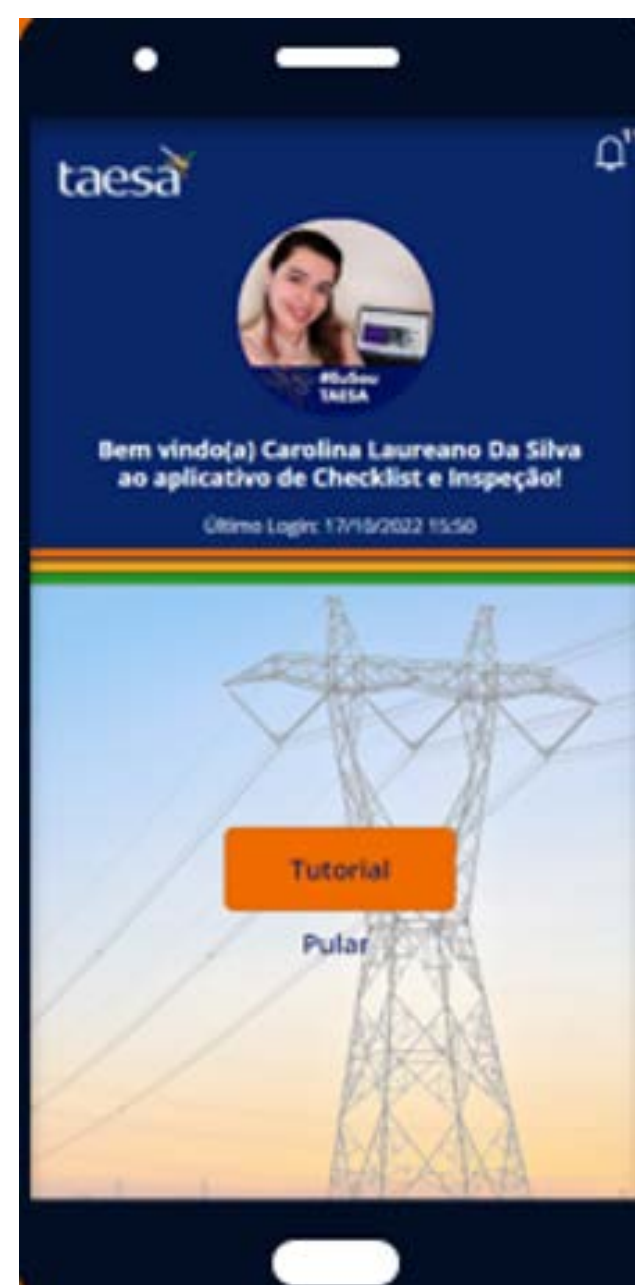 taesa
#EuSou
TAESA
Bem vindo(a) Carolina Laureano Da Silva
ao aplicativo de Checklist e Inspeção!
Último Login: 17/10/2022 15:50
Tutorial
Pular